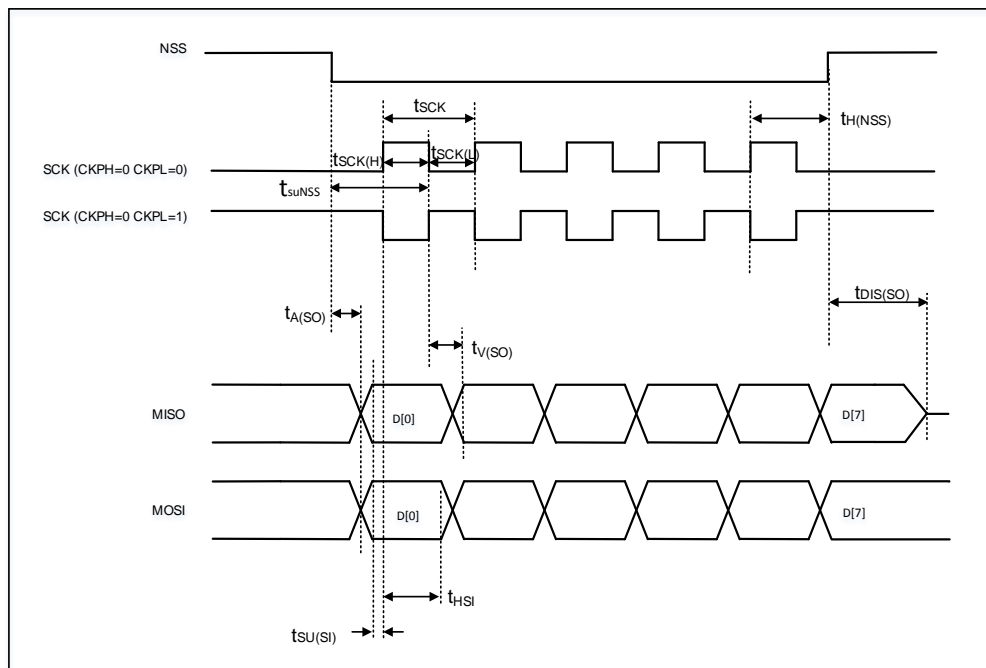 NSS
tSCK
tH(NSS)
tSCK(H)
tSCK(L)
SCK (CKPH=0 CKPL=0)
tsuNSS
SCK (CKPH=0 CKPL=1)
tDIS(SO)
tA(SO)
tV(SO)
MISO
D[0]
D[7]
MOSI
D[0]
D[7]
tHSI
tSU(SI)